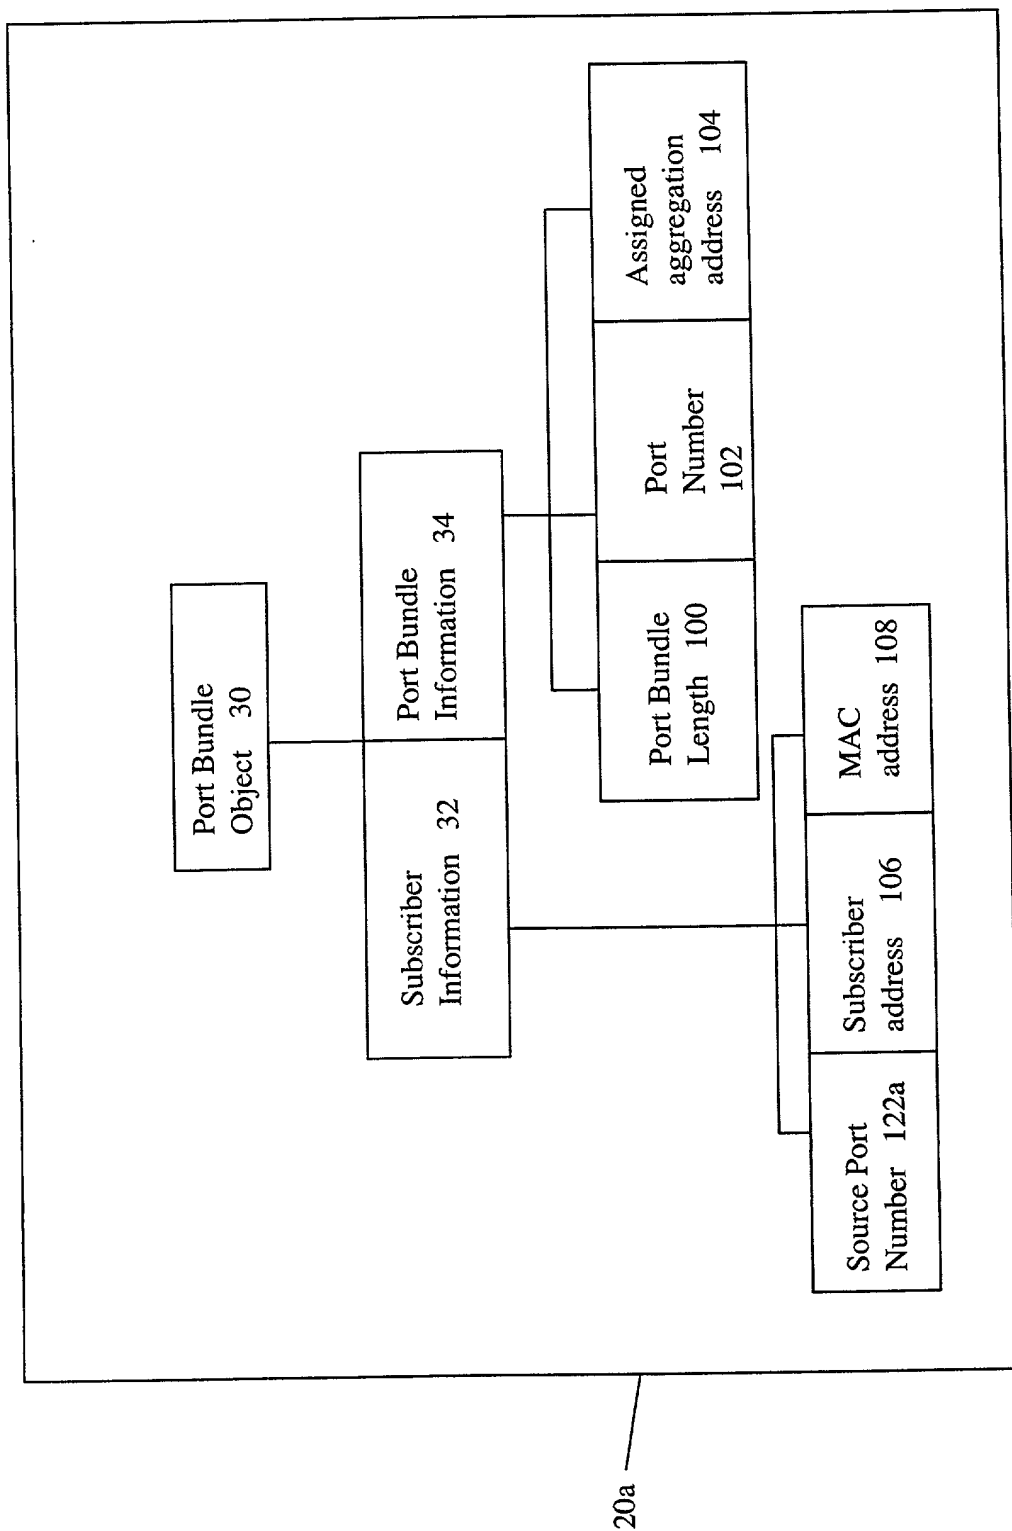 Port Bundle
Object 30
Subscriber
Information 32
Port Bundle
Information 34
Port Bundle
Length 100
Port
Number
102
Assigned
aggregation
address 104
Source Port
Number 122a
Subscriber
address 106
MAC
address 108
20a